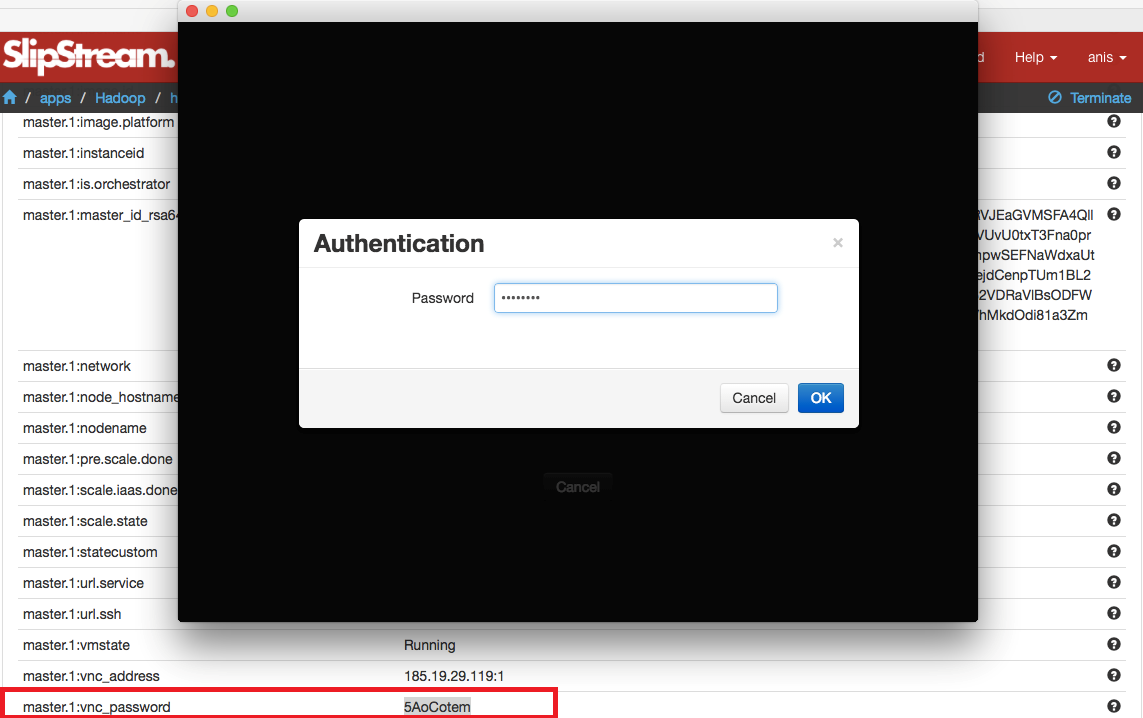 SlipStream.
Help
anis
/ apps / Hadoop / h
Terminate
master.1:image.platform
master.1:instanceid
master.1:is.orchestrator
master.1:master_id_rsa64
RVJEaGVMSFA4QlI
VUvU0txT3Fna0pr
npwSEFNaWdxaUt
ejdCenpTUm1BL2
2VDRaVlBsODFW
hMkdOdi81a3Zm
Authentication
×
Password
••••••••
Cancel
OK
Cancel
master.1:network
master.1:node_hostname
master.1:nodename
master.1:pre.scale.done
master.1:scale.iaas.done
master.1:scale.state
master.1:statecustom
master.1:url.service
master.1:url.ssh
master.1:vmstate Running
master.1:vnc_address 185.19.29.119:1
master.1:vnc_password 5AoCotem